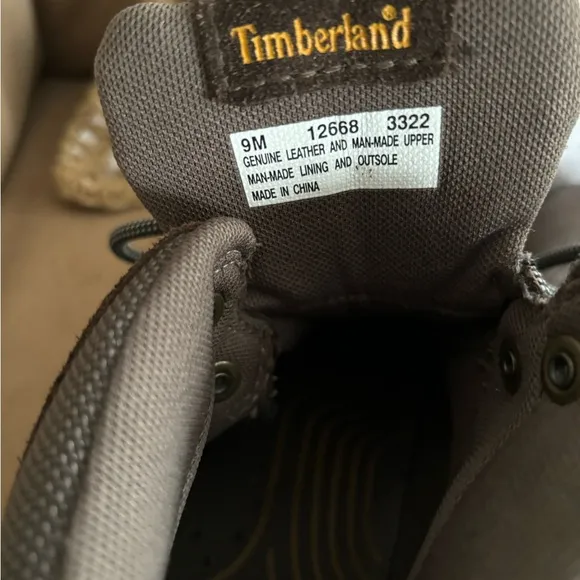 Timberland®
9M 12668 3322
GENUINE LEATHER AND MAN-MADE UPPER
MAN-MADE LINING AND OUTSOLE
MADE IN CHINA